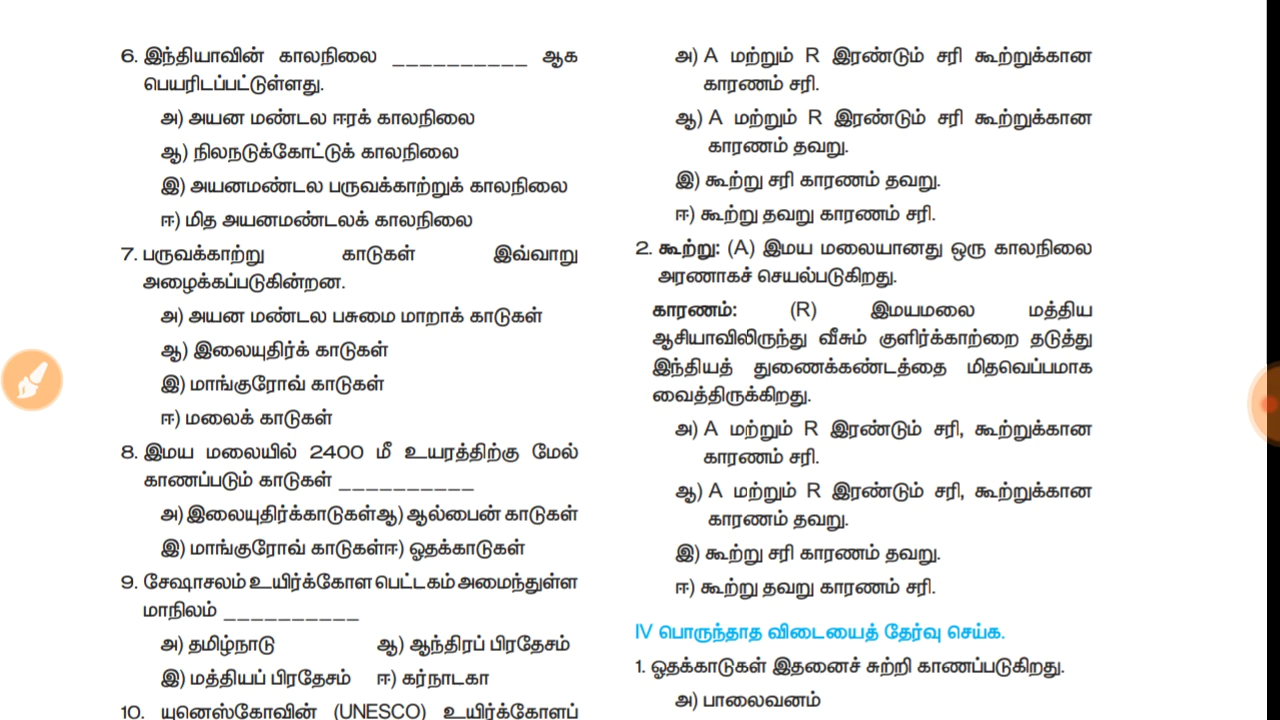 6. இந்தியாவின் காலநிலை __________ ஆக
பெயரிடப்பட்டுள்ளது.
அ) அயன மண்டல ஈரக் காலநிலை
ஆ) நிலநடுக்கோட்டுக் காலநிலை
இ) அயனமண்டல பருவக்காற்றுக் காலநிலை
ஈ) மித அயனமண்டலக் காலநிலை
7. பருவக்காற்று காடுகள் இவ்வாறு
அழைக்கப்படுகின்றன.
அ) அயன மண்டல பசுமை மாறாக் காடுகள்
ஆ) இலையுதிர்க் காடுகள்
இ) மாங்குரோவ் காடுகள்
ஈ) மலைக் காடுகள்
8. இமய மலையில் 2400 மீ உயரத்திற்கு மேல்
காணப்படும் காடுகள் __________
அ) இலையுதிர்க்காடுகள்ஆ) ஆல்பைன் காடுகள்
இ) மாங்குரோவ் காடுகள்ஈ) ஓதக்காடுகள்
9. சேஷாசலம் உயிர்க்கோள பெட்டகம் அமைந்துள்ள
மாநிலம் __________
அ) தமிழ்நாடு ஆ) ஆந்திரப் பிரதேசம்
இ) மத்தியப் பிரதேசம் ஈ) கர்நாடகா
10. யுனெஸ்கோவின் (UNESCO) உயிர்க்கோளப்
அ) A மற்றும் R இரண்டும் சரி கூற்றுக்கான
காரணம் சரி.
ஆ) A மற்றும் R இரண்டும் சரி கூற்றுக்கான
காரணம் தவறு.
இ) கூற்று சரி காரணம் தவறு.
ஈ) கூற்று தவறு காரணம் சரி.
2. கூற்று: (A) இமய மலையானது ஒரு காலநிலை
அரணாகச் செயல்படுகிறது.
காரணம்: (R) இமயமலை மத்திய
ஆசியாவிலிருந்து வீசும் குளிர்க்காற்றை தடுத்து
இந்தியத் துணைக்கண்டத்தை மிதவெப்பமாக
வைத்திருக்கிறது.
அ) A மற்றும் R இரண்டும் சரி, கூற்றுக்கான
காரணம் சரி.
ஆ) A மற்றும் R இரண்டும் சரி, கூற்றுக்கான
காரணம் தவறு.
இ) கூற்று சரி காரணம் தவறு.
ஈ) கூற்று தவறு காரணம் சரி.
IV பொருந்தாத விடையைத் தேர்வு செய்க.
1. ஓதக்காடுகள் இதனைச் சுற்றி காணப்படுகிறது.
அ) பாலைவனம்